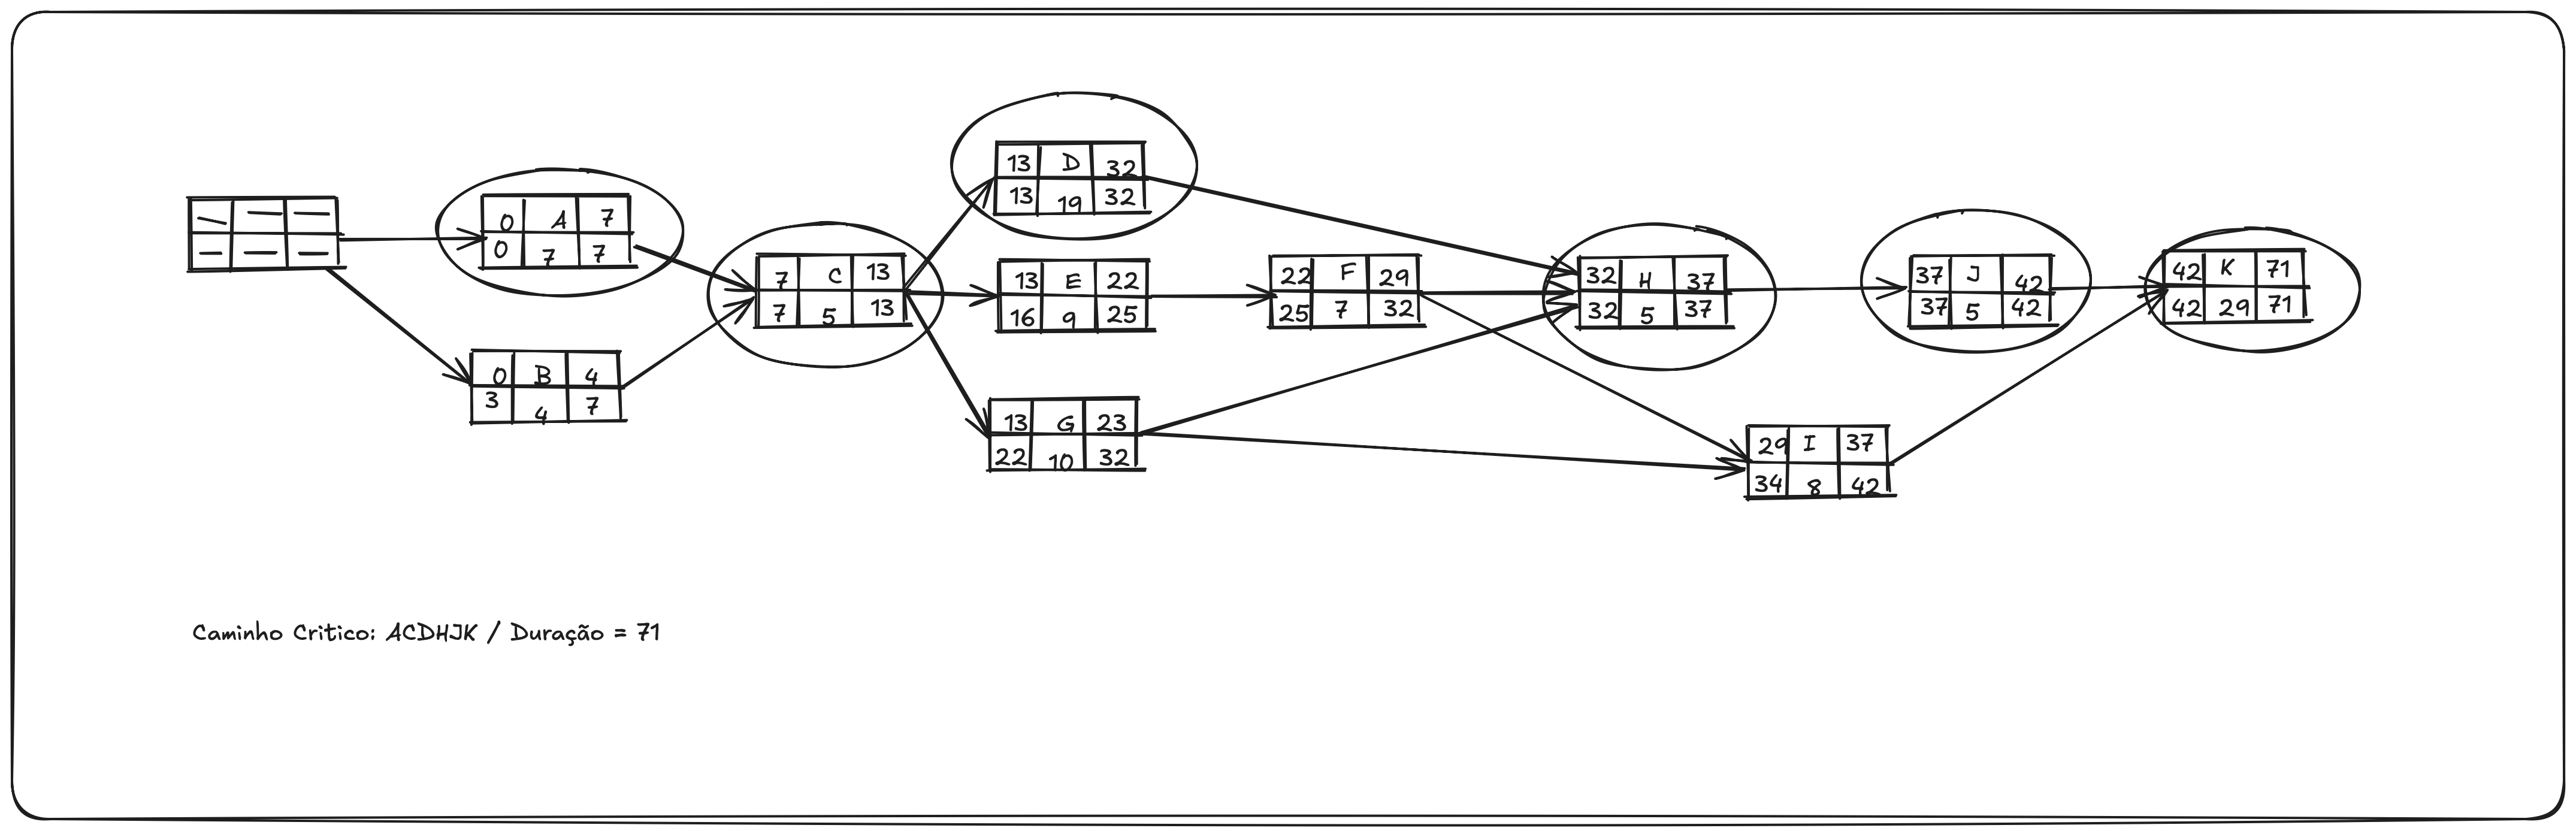 — — —
— — —
0 A 7
0 7 7
0 B 4
3 4 7
7 C 13
7 5 13
13 D 32
13 19 32
13 E 22
16 9 25
13 G 23
22 10 32
22 F 29
25 7 32
32 H 37
32 5 37
29 I 37
34 8 42
37 J 42
37 5 42
42 K 71
42 29 71
Caminho Critico: ACDHJK / Duração = 71